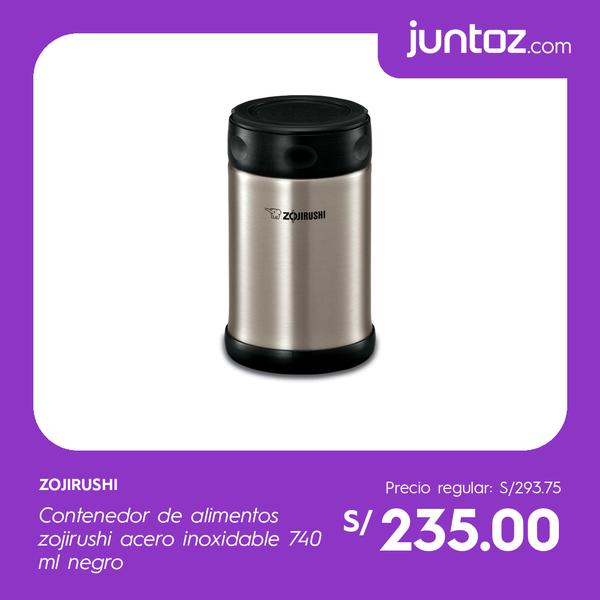 juntoz.com
ZOJIRUSHI
ZOJIRUSHI
Contenedor de alimentos
zojirushi acero inoxidable 740
ml negro
Precio regular: S/293.75
S/ 235.00